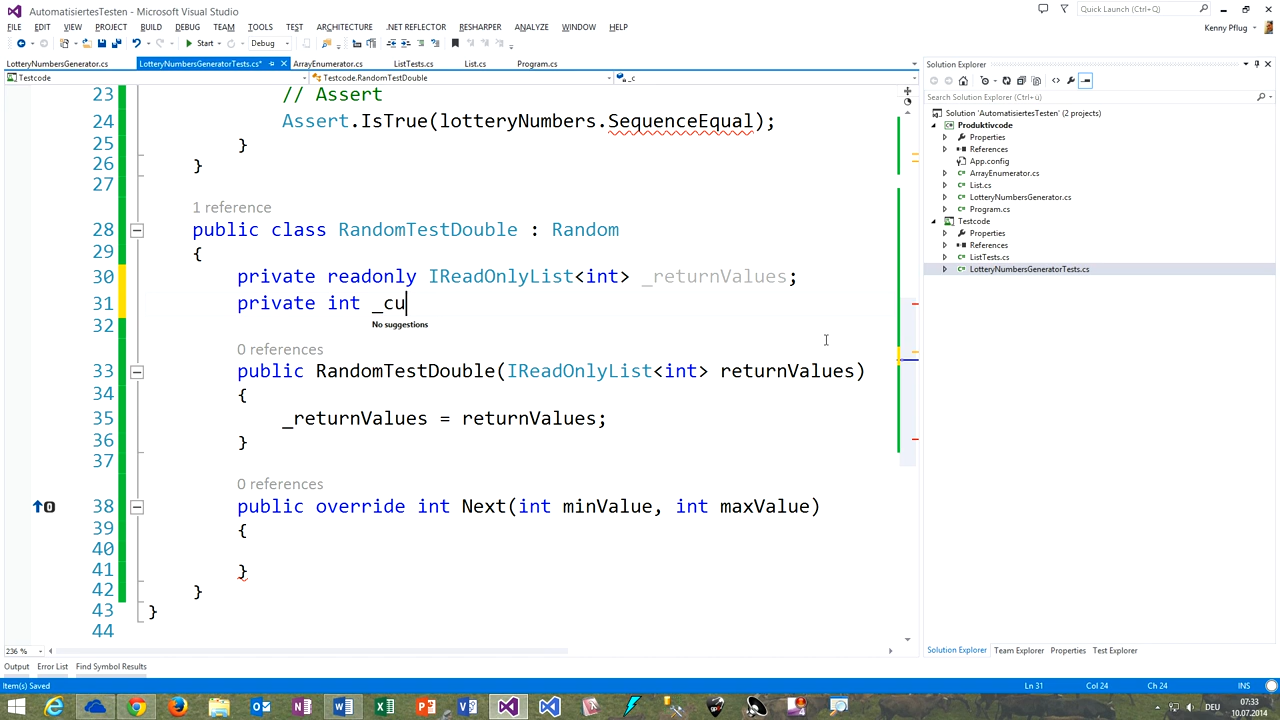 AutomatisiertesTesten - Microsoft Visual Studio
Quick Launch (Ctrl+Q)
FILE EDIT VIEW PROJECT BUILD DEBUG TEAM TOOLS TEST ARCHITECTURE .NET REFLECTOR RESHARPER ANALYZE WINDOW HELP
Kenny Pflug
Start Debug
LotteryNumbersGenerator.cs LotteryNumbersGeneratorTests.cs* ArrayEnumerator.cs ListTests.cs List.cs Program.cs
Testcode Testcode.RandomTestDouble _c
23 // Assert
24 Assert.IsTrue(lotteryNumbers.SequenceEqual);
25 }
26 }
27
1 reference
28 public class RandomTestDouble : Random
29 {
30 private readonly IReadOnlyList<int> _returnValues;
31 private int _cu
No suggestions
32
0 references
33 public RandomTestDouble(IReadOnlyList<int> returnValues)
34 {
35 _returnValues = returnValues;
36 }
37
0 references
38 public override int Next(int minValue, int maxValue)
39 {
40
41 }
42 }
43 }
44
236 %
Output Error List Find Symbol Results
Solution Explorer
Search Solution Explorer (Ctrl+ü)
Solution 'AutomatisiertesTesten' (2 projects)
Produktivcode
Properties
References
App.config
ArrayEnumerator.cs
List.cs
LotteryNumbersGenerator.cs
Program.cs
Testcode
Properties
References
ListTests.cs
LotteryNumbersGeneratorTests.cs
Solution Explorer Team Explorer Properties Test Explorer
Item(s) Saved Ln 31 Col 24 Ch 24 INS
DEU 07:33
10.07.2014